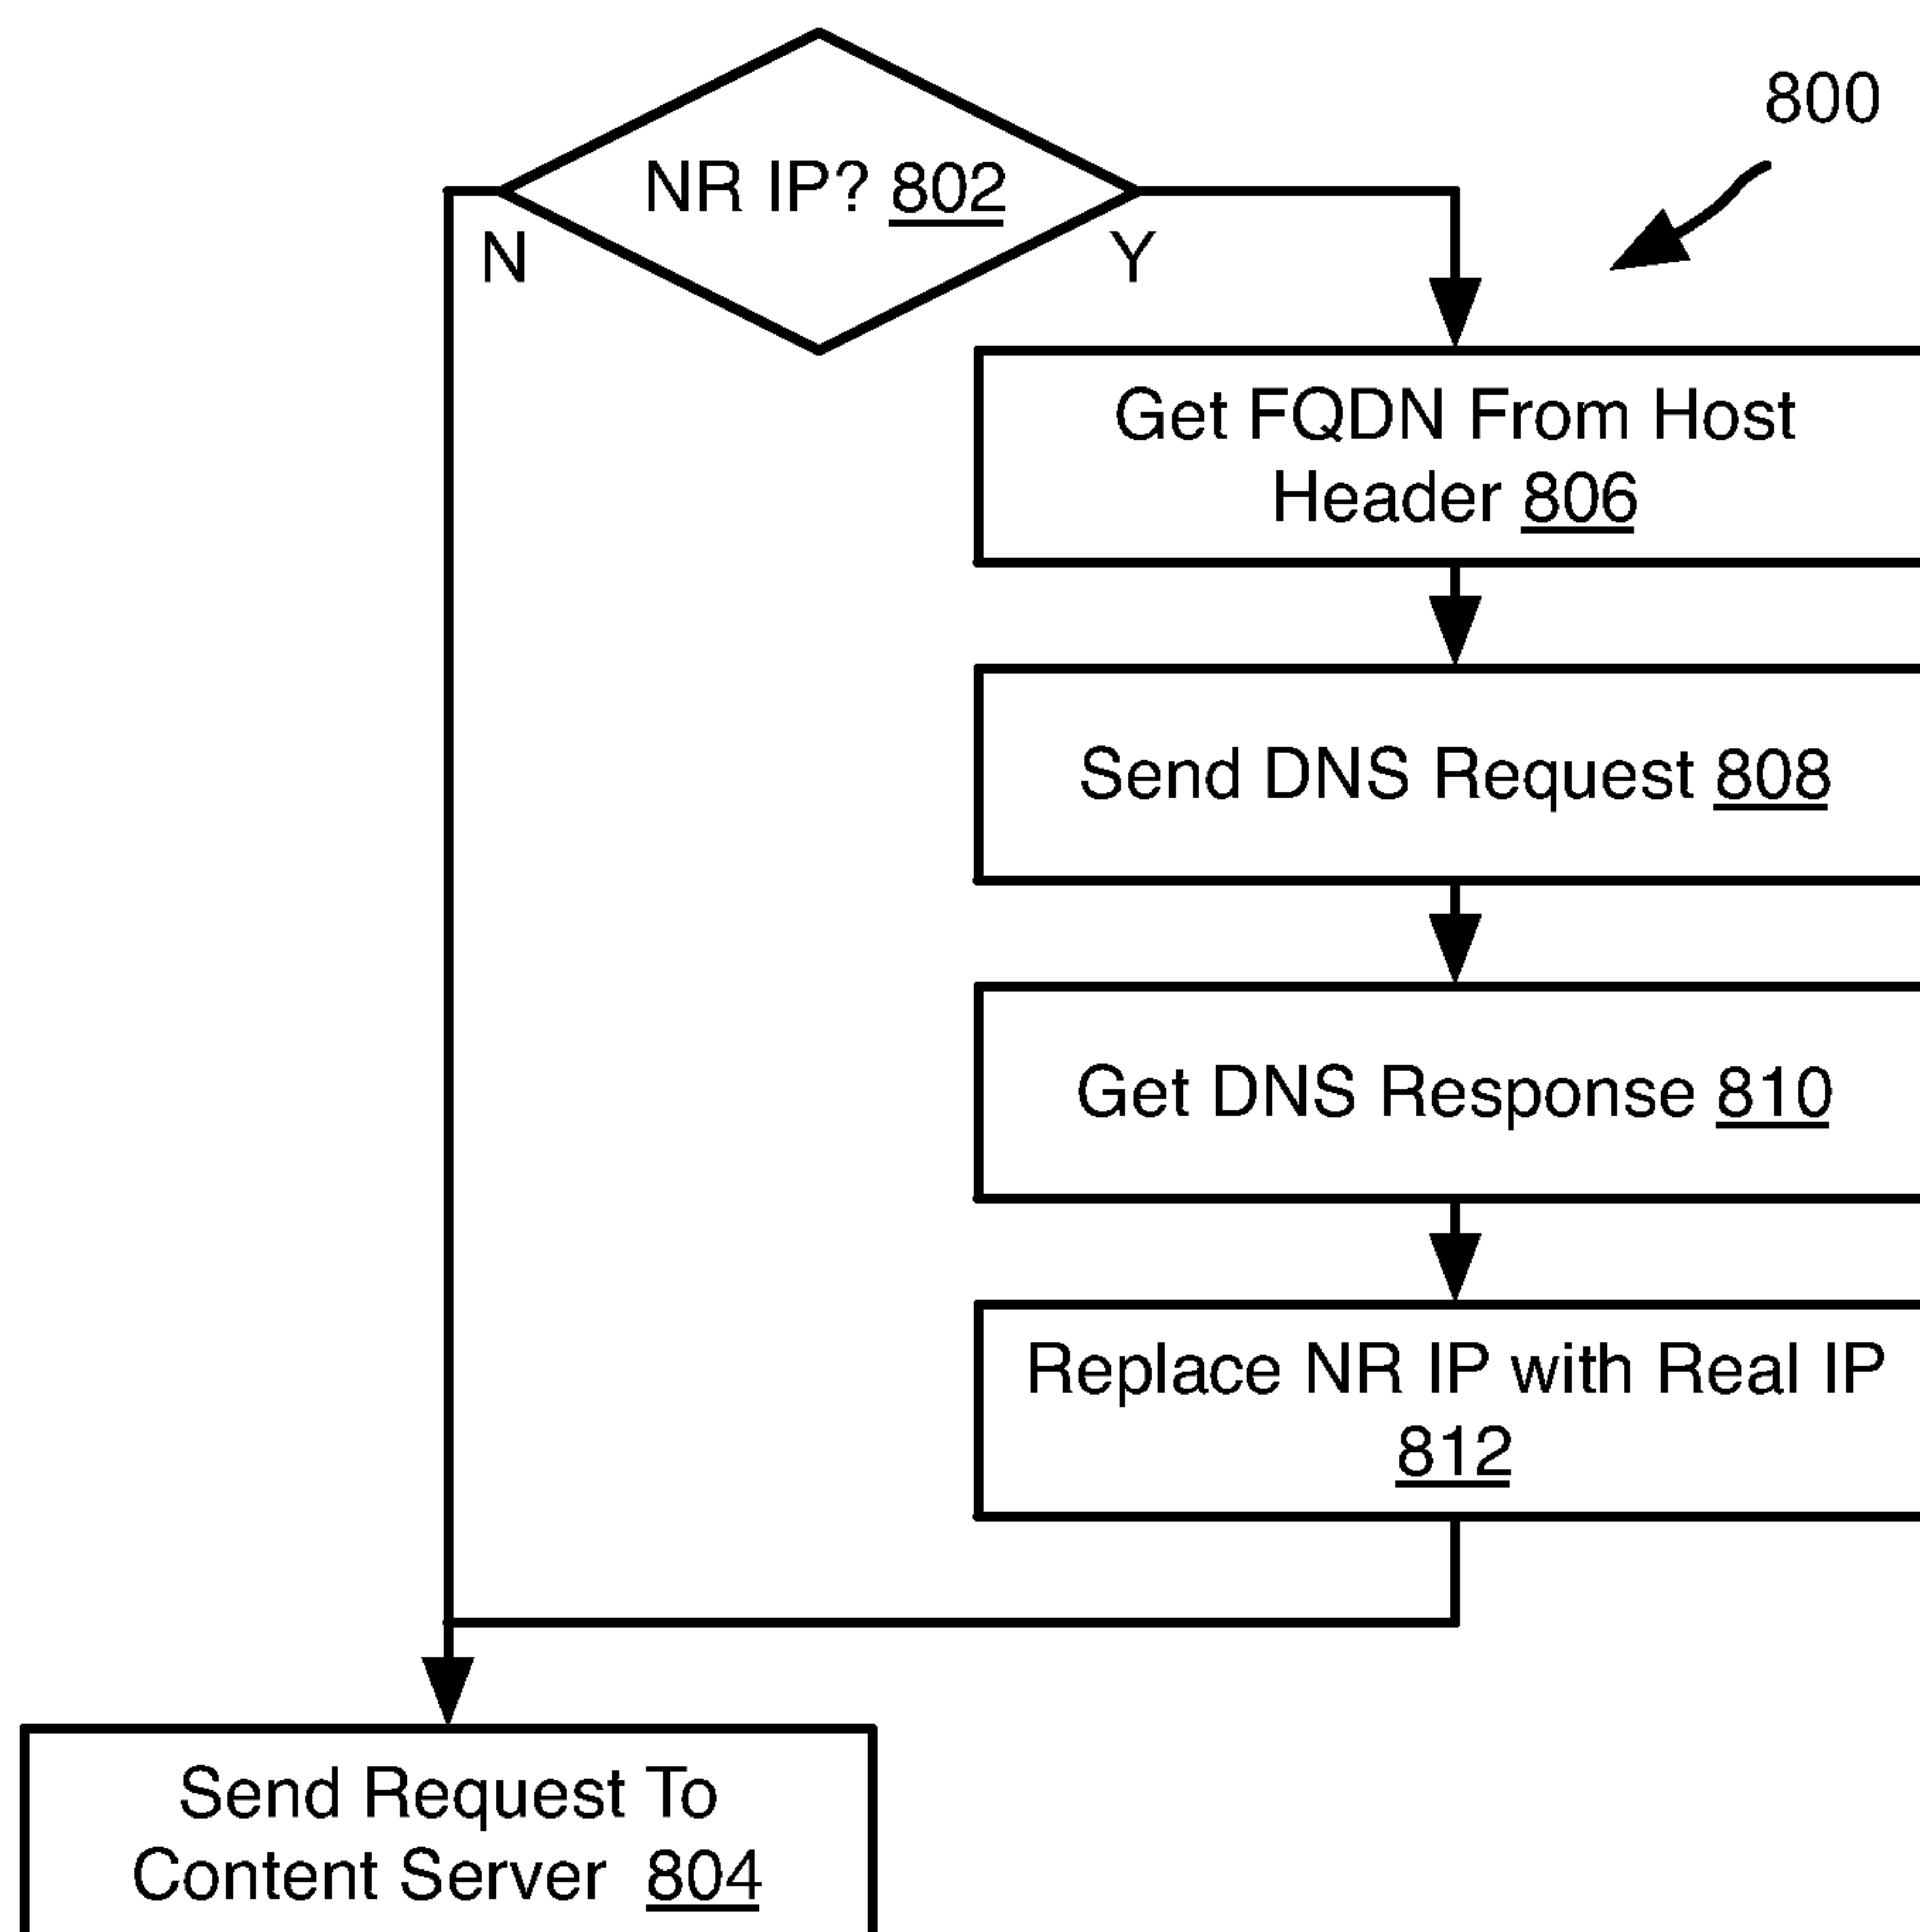 800
NR IP? 802
N
Y
Get FQDN From Host
Header 806
Send DNS Request 808
Get DNS Response 810
Replace NR IP with Real IP
812
Send Request To
Content Server 804